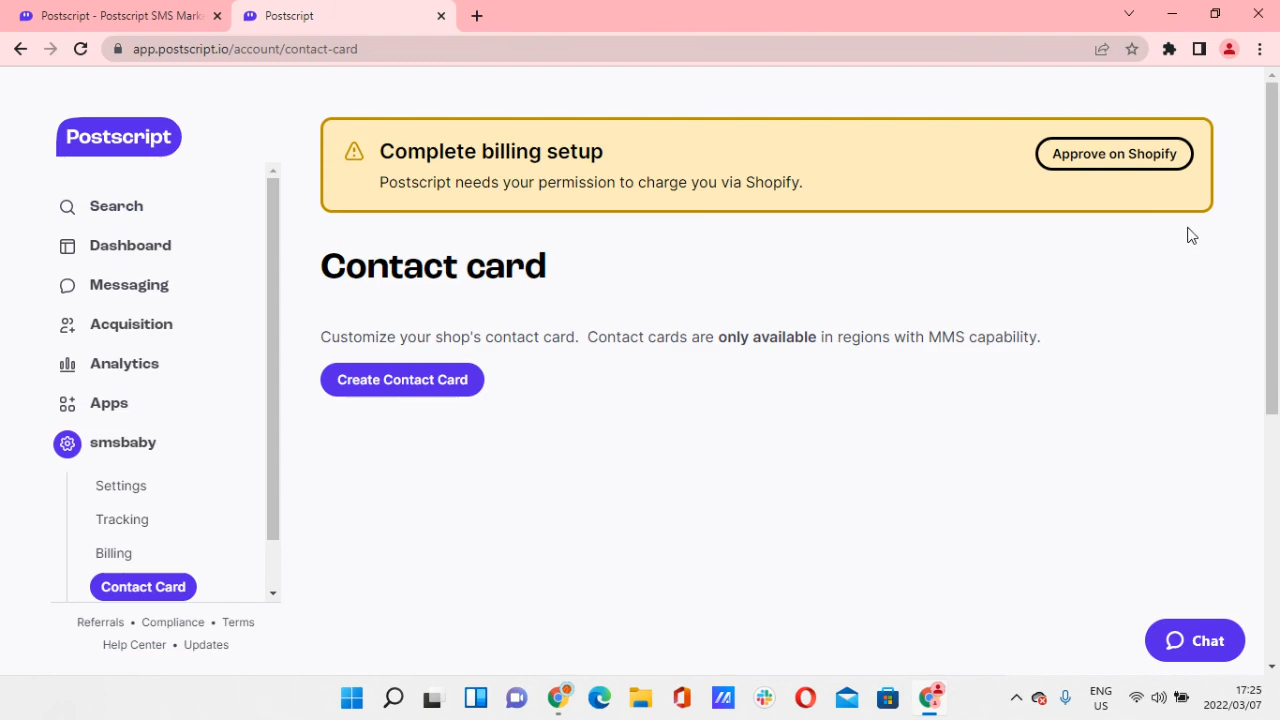 Postscript - Postscript SMS Mark
Postscript
app.postscript.io/account/contact-card
Postscript
Complete billing setup
Approve on Shopify
Postscript needs your permission to charge you via Shopify.
Search
Dashboard
Messaging
Acquisition
Analytics
Apps
smsbaby
Settings
Tracking
Billing
Contact Card
Referrals • Compliance • Terms
Help Center • Updates
Contact card
Customize your shop's contact card. Contact cards are only available in regions with MMS capability.
Create Contact Card
Chat
ENG
US
17:25
2022/03/07